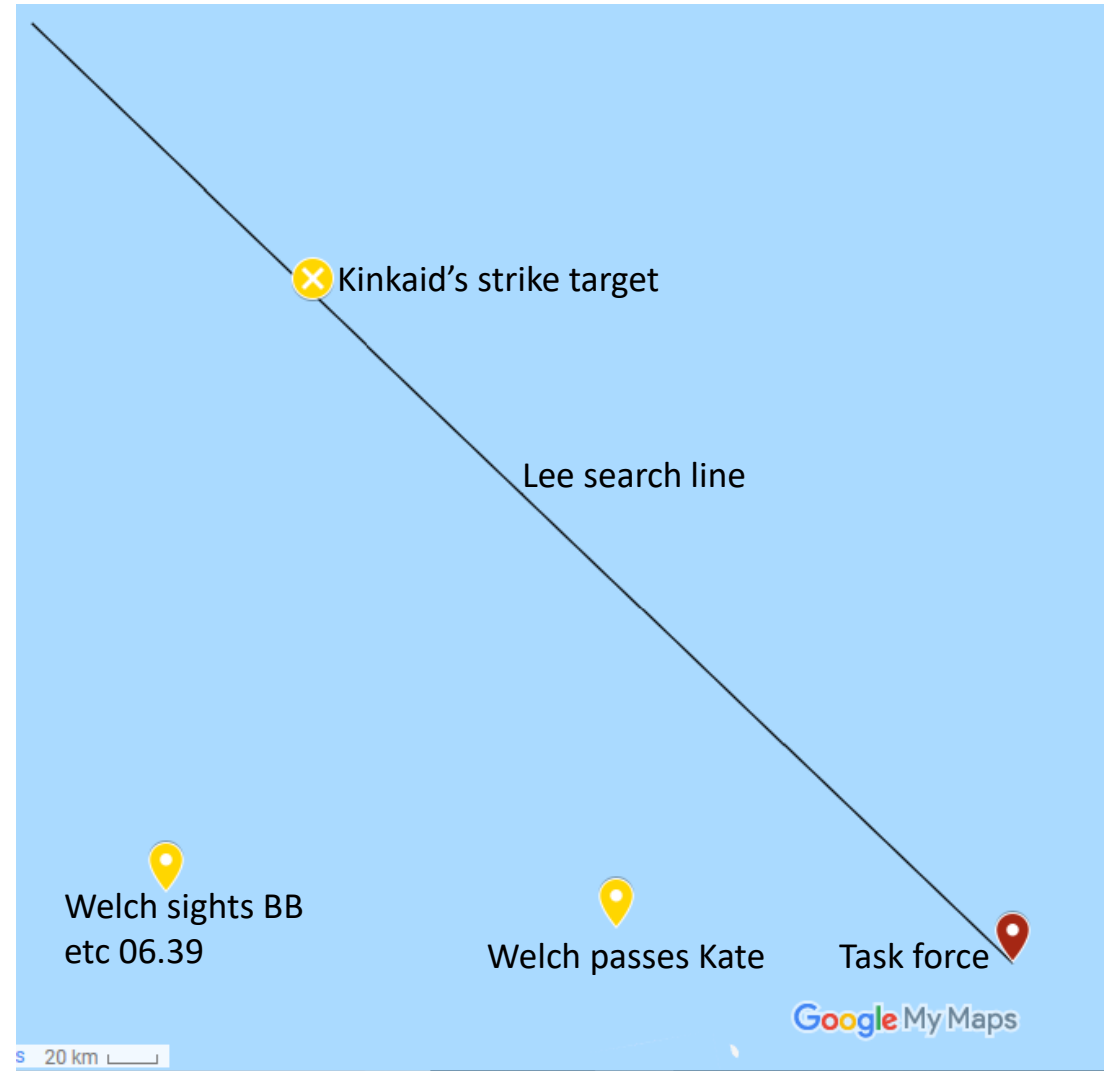 Kinkaid’s strike target
Lee search line
Welch sights BB
etc 06.39
Welch passes Kate
Task force
Google My Maps
s 20 km